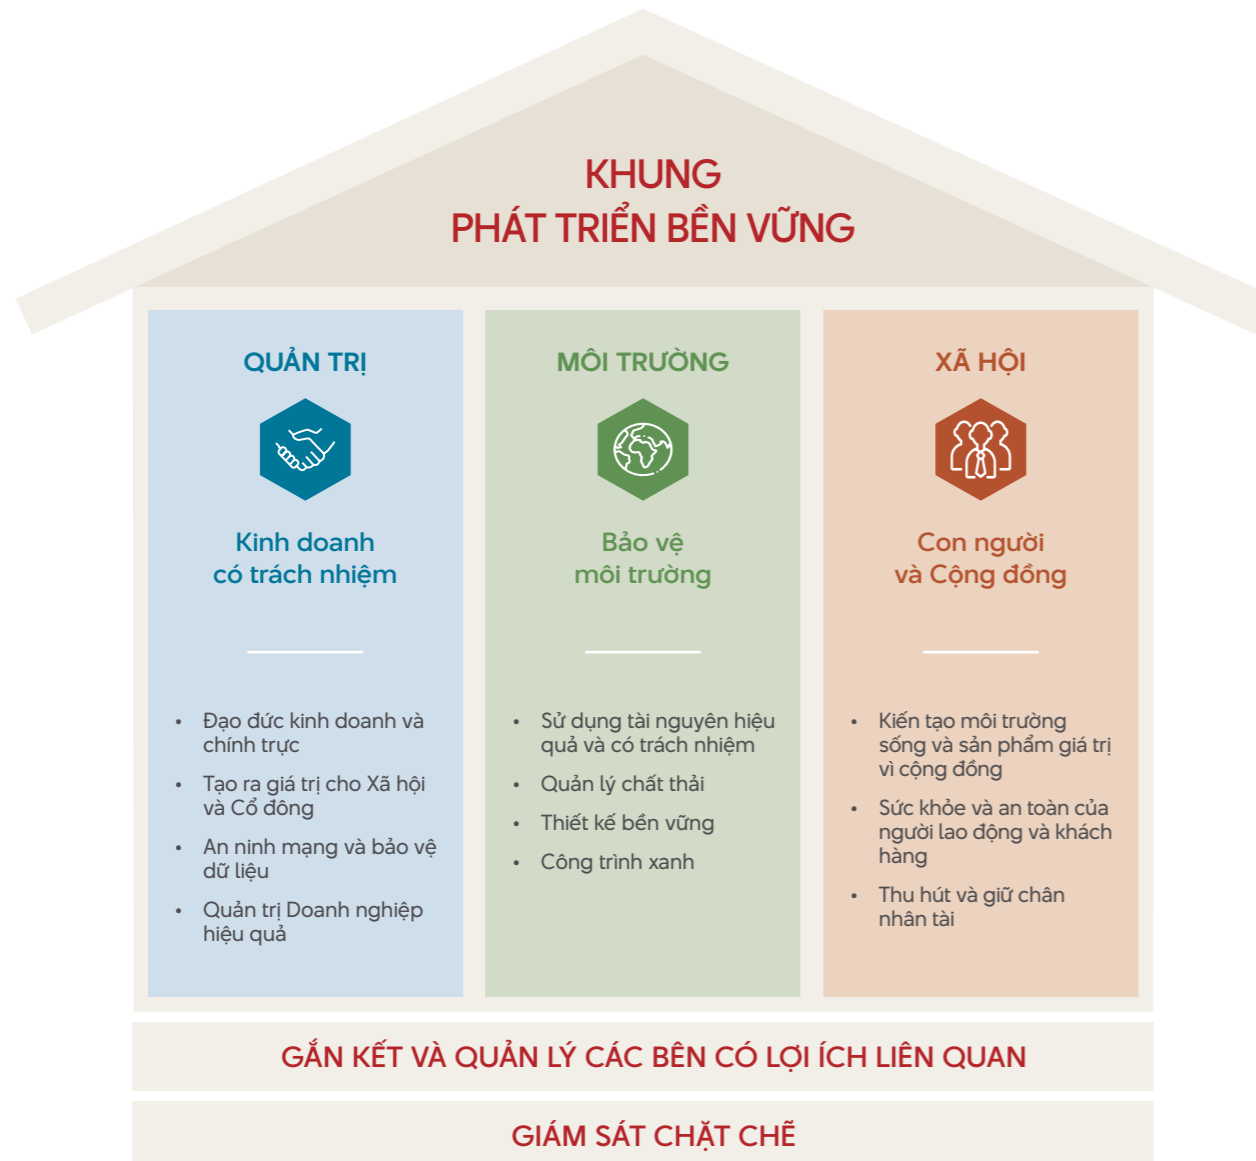 KHUNG
PHÁT TRIỂN BỀN VỮNG
QUẢN TRỊ
Kinh doanh
có trách nhiệm
• Đạo đức kinh doanh và
chính trực
• Tạo ra giá trị cho Xã hội
và Cổ đông
• An ninh mạng và bảo vệ
dữ liệu
• Quản trị Doanh nghiệp
hiệu quả
MÔI TRƯỜNG
Bảo vệ
môi trường
• Sử dụng tài nguyên hiệu
quả và có trách nhiệm
• Quản lý chất thải
• Thiết kế bền vững
• Công trình xanh
XÃ HỘI
Con người
và Cộng đồng
• Kiến tạo môi trường
sống và sản phẩm giá trị
vì cộng đồng
• Sức khỏe và an toàn của
người lao động và khách
hàng
• Thu hút và giữ chân
nhân tài
GẮN KẾT VÀ QUẢN LÝ CÁC BÊN CÓ LỢI ÍCH LIÊN QUAN
GIÁM SÁT CHẶT CHẼ